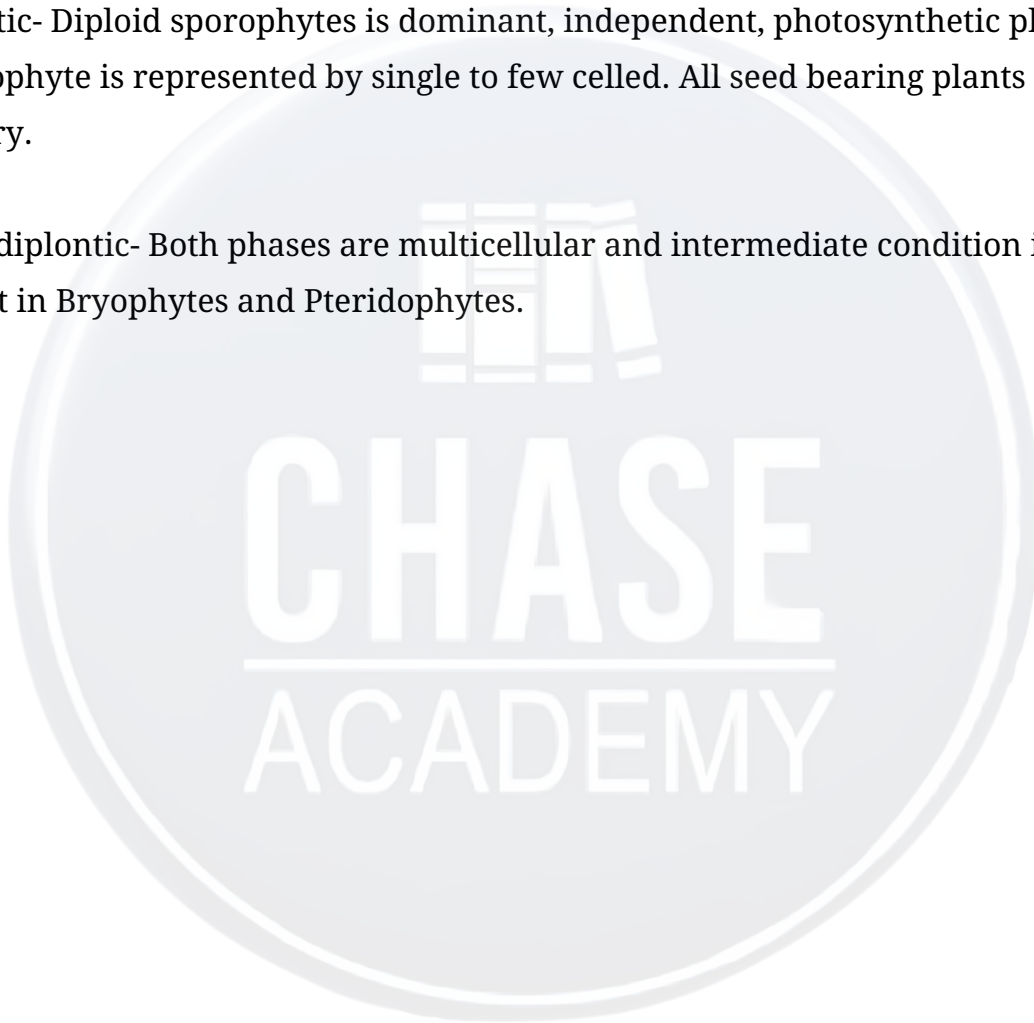 tic- Diploid sporophytes is dominant, independent, photosynthetic pl
ophyte is represented by single to few celled. All seed bearing plants
ry.
diplontic- Both phases are multicellular and intermediate condition i
t in Bryophytes and Pteridophytes.
CHASE
ACADEMY